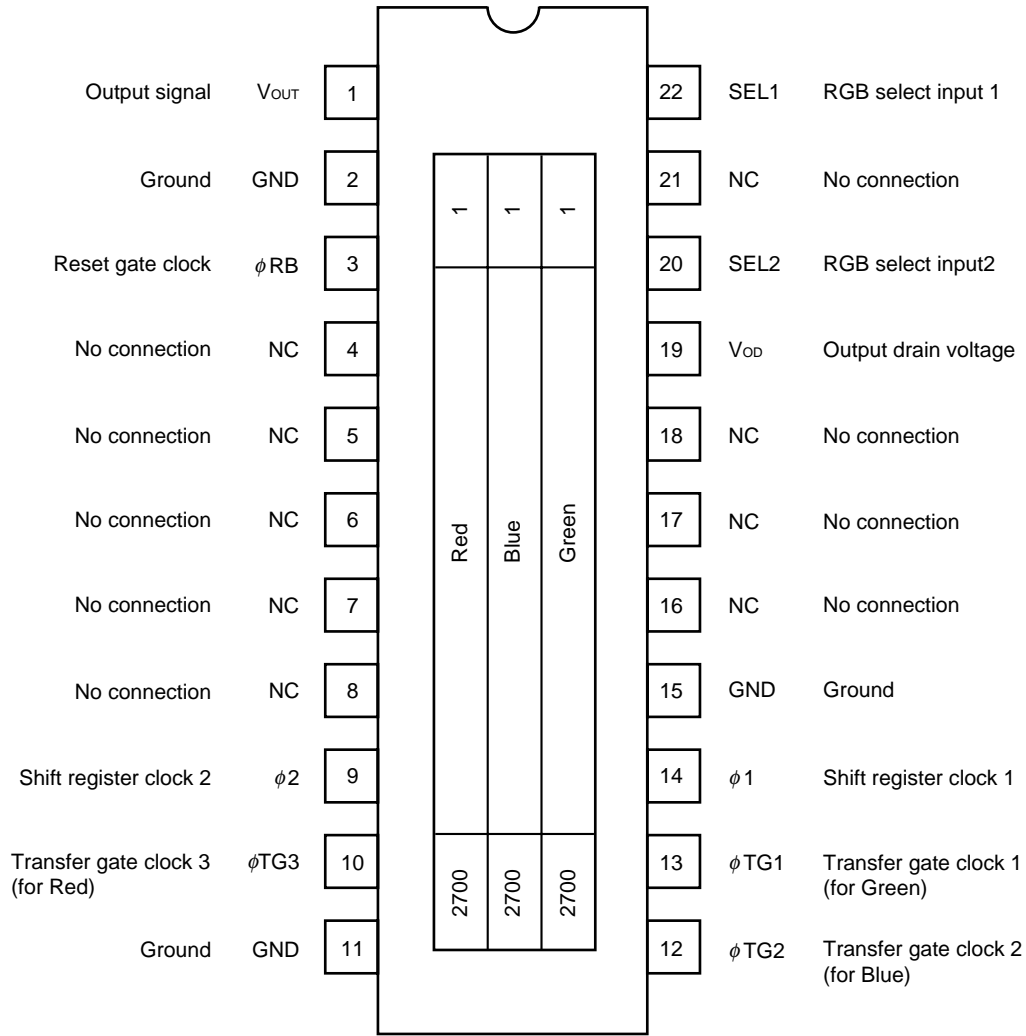 Output signal VOUT 1
Ground GND 2
Reset gate clock ϕRB 3
No connection NC 4
No connection NC 5
No connection NC 6
No connection NC 7
No connection NC 8
Shift register clock 2 ϕ2 9
Transfer gate clock 3 ϕTG3 10
(for Red)
Ground GND 11
1 1 1
Red Blue Green
2700 2700 2700
22 SEL1 RGB select input 1
21 NC No connection
20 SEL2 RGB select input2
19 VOD Output drain voltage
18 NC No connection
17 NC No connection
16 NC No connection
15 GND Ground
14 ϕ1 Shift register clock 1
13 ϕTG1 Transfer gate clock 1
(for Green)
12 ϕTG2 Transfer gate clock 2
(for Blue)